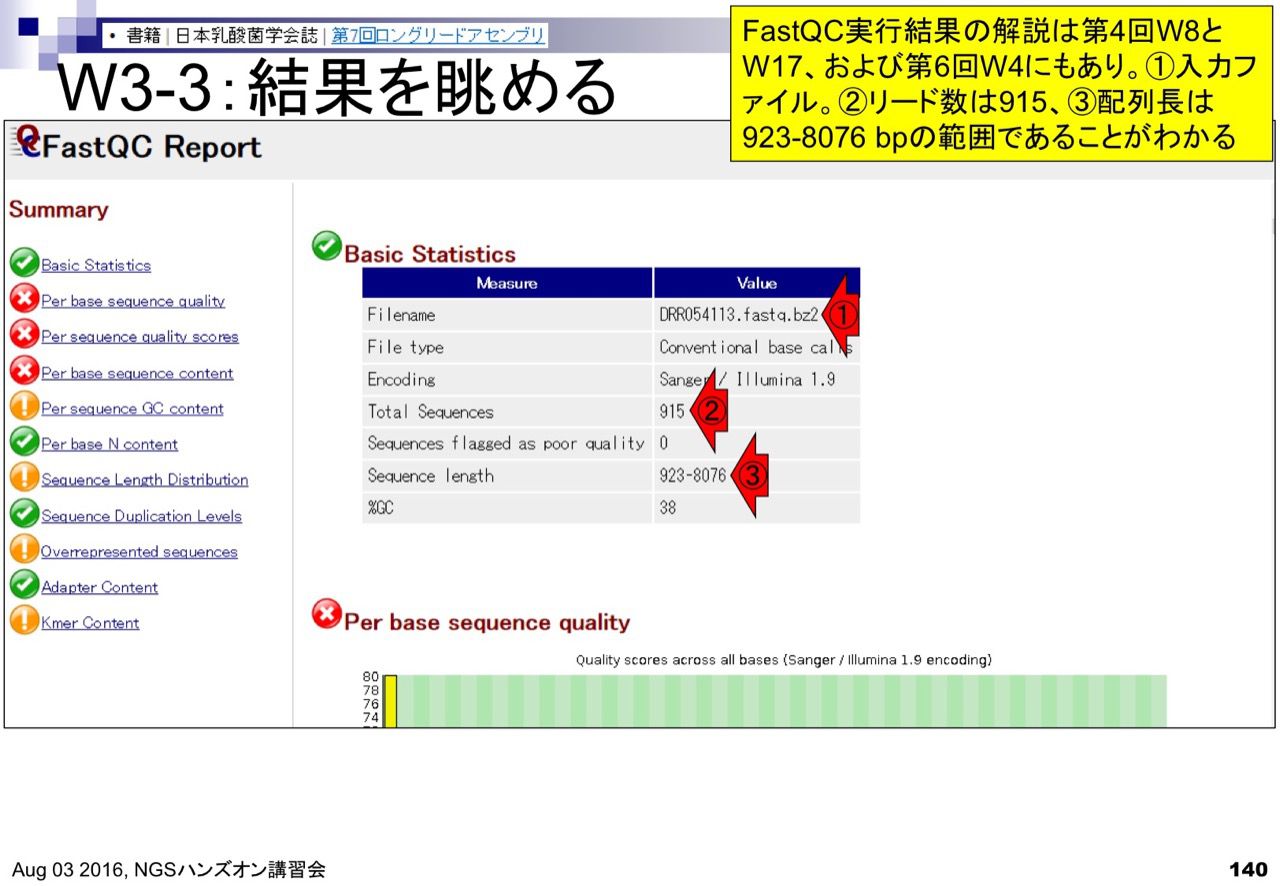 • 書籍 | 日本乳酸菌学会誌 | 第7回ロングリードアセンブリ
W3-3：結果を眺める
FastQC実行結果の解説は第4回W8と
W17、および第6回W4にもあり。①入力フ
ァイル。②リード数は915、③配列長は
923-8076 bpの範囲であることがわかる
FastQC Report
Summary
Basic Statistics
Per base sequence quality
Per sequence quality scores
Per base sequence content
Per sequence GC content
Per base N content
Sequence Length Distribution
Sequence Duplication Levels
Overrepresented sequences
Adapter Content
Kmer Content
Basic Statistics
Measure Value
Filename DRR054113.fastq.bz2 ①
File type Conventional base calls
Encoding Sanger / Illumina 1.9
Total Sequences 915 ②
Sequences flagged as poor quality 0
Sequence length 923-8076 ③
%GC 38
Per base sequence quality
Quality scores across all bases (Sanger / Illumina 1.9 encoding)
80
78
76
74
Aug 03 2016, NGSハンズオン講習会
140